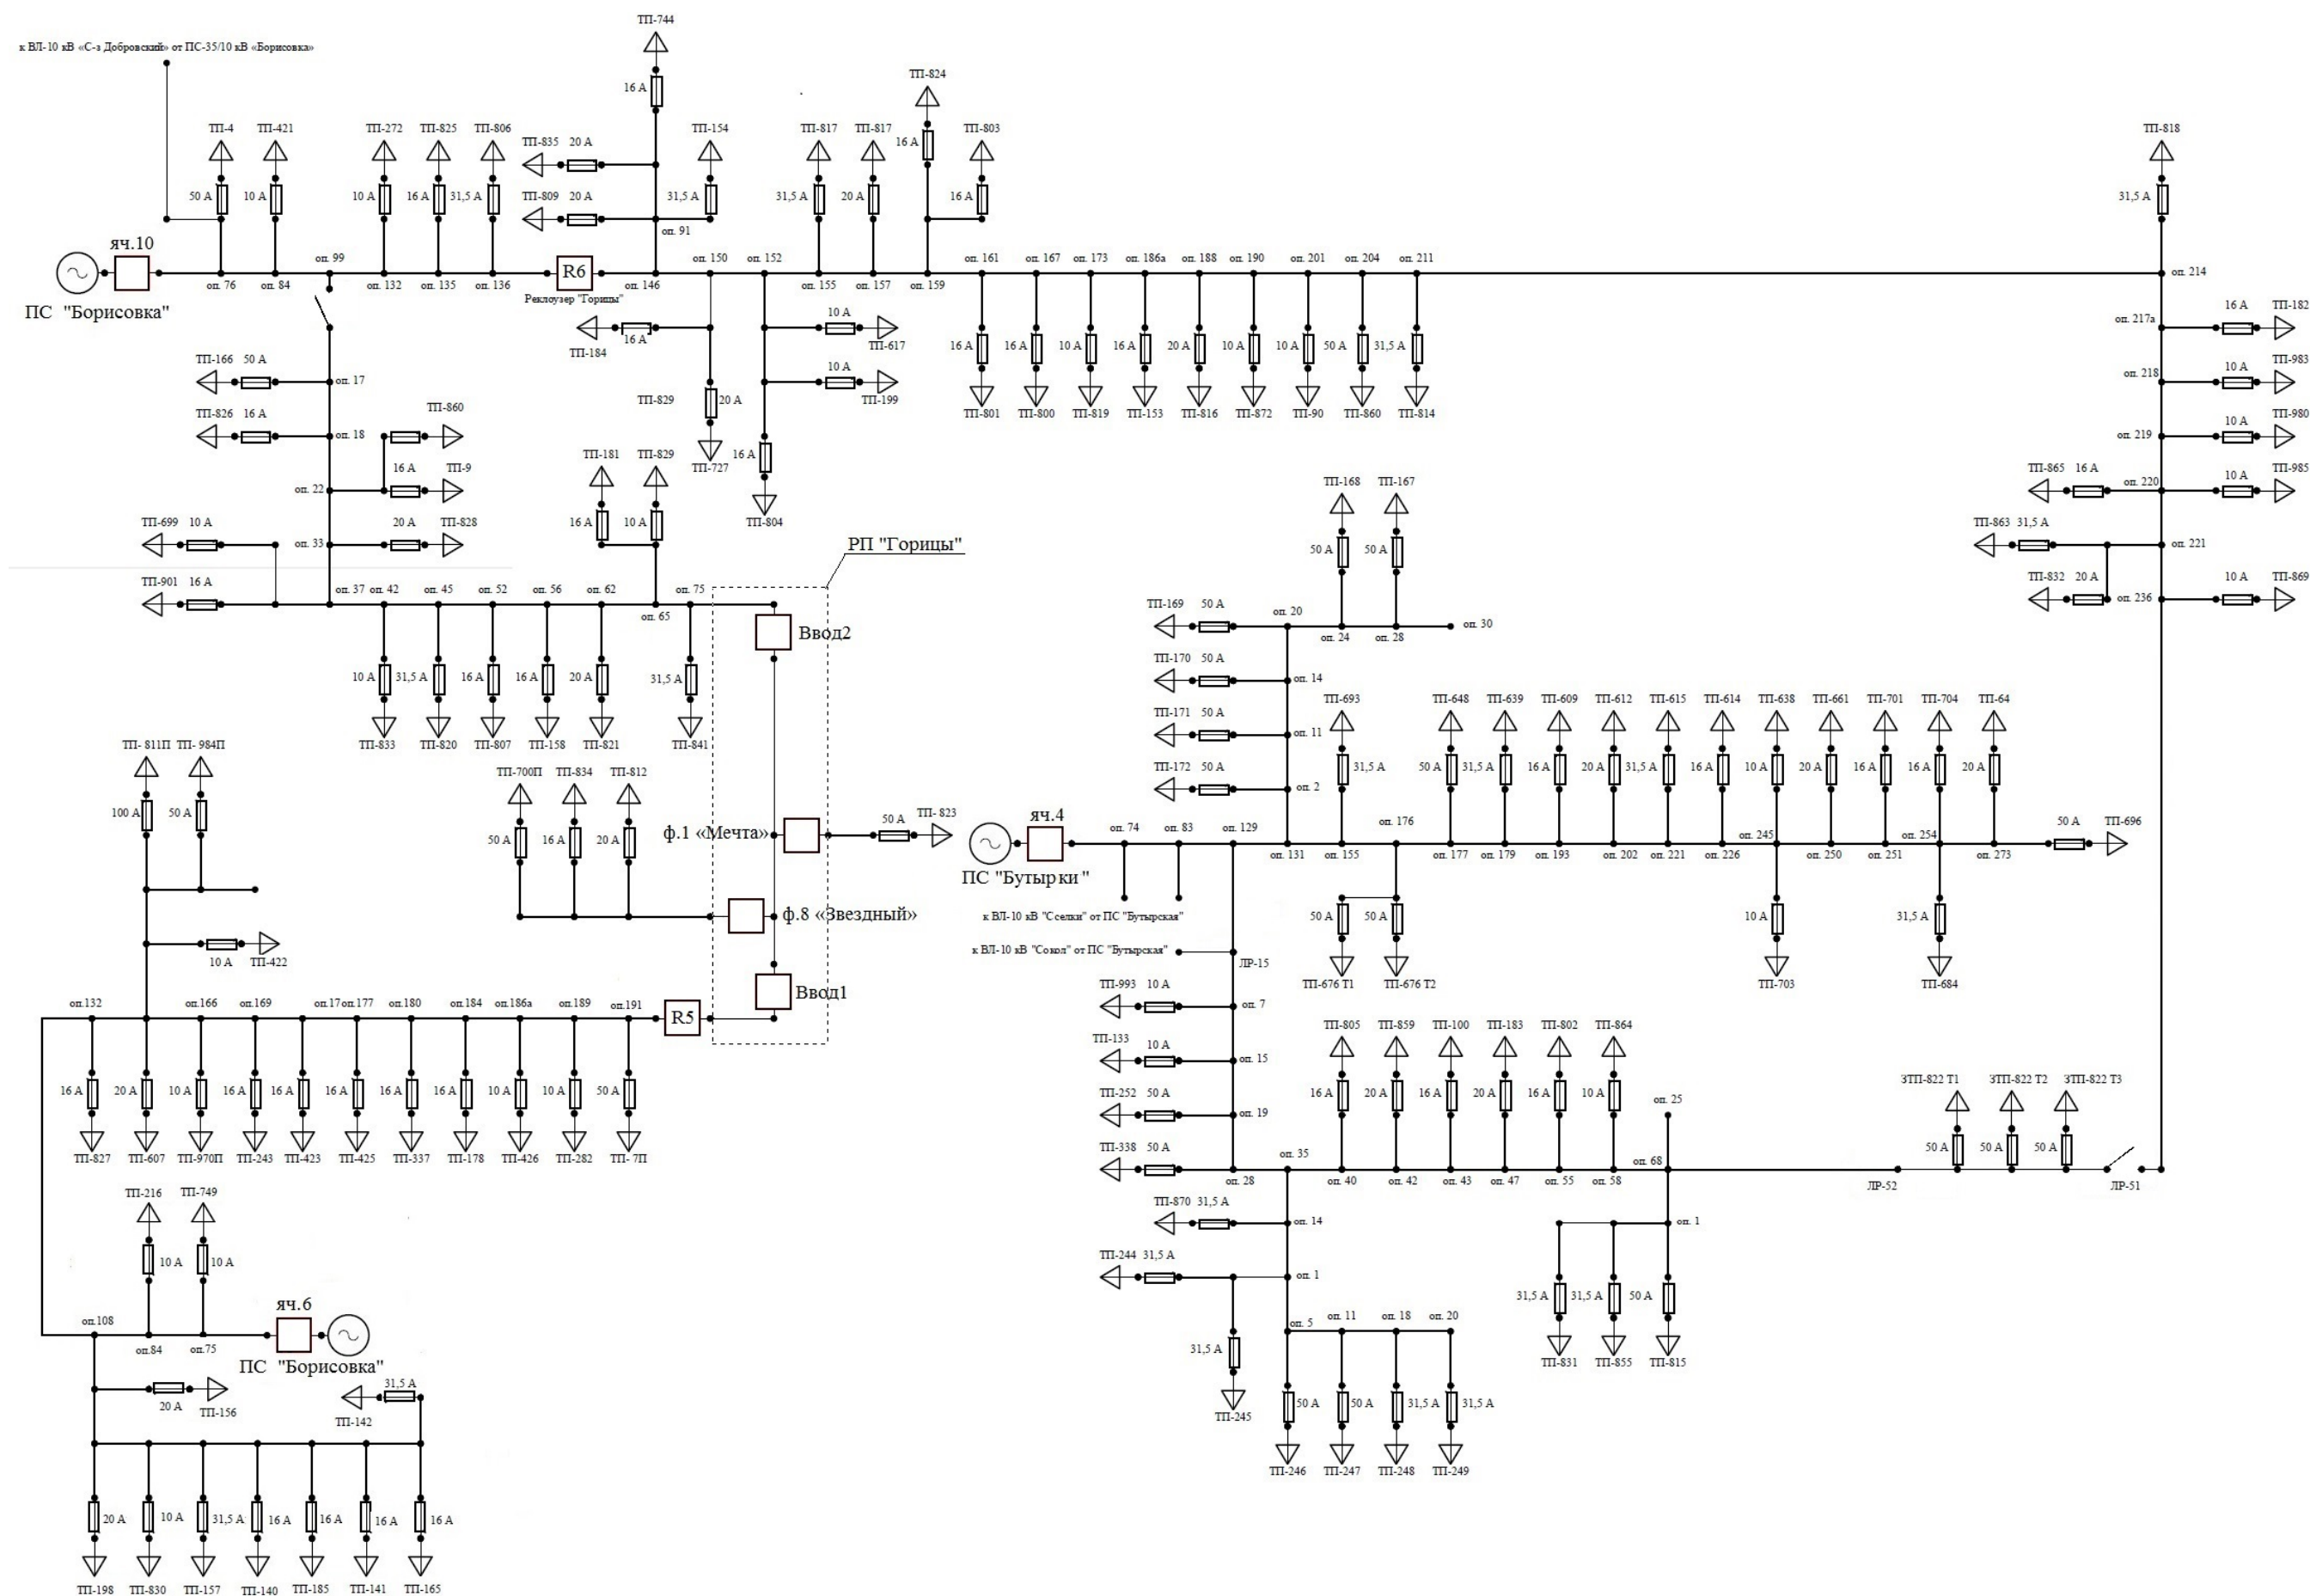 ТП-744
к ВЛ-10 кВ «С-з Добровский» от ПС-35/10 кВ «Борисовка»
16 А
ТП-824
ТП-4 ТП-421 ТП-272 ТП-825 ТП-806
ТП-835 20 А
ТП-154 ТП-817 ТП-817
16 А
ТП-803
ТП-818
50 А 10 А 10 А 16 А 31,5 А
ТП-809 20 А
31,5 А 31,5 А 20 А 16 А 31,5 А
оп. 91
яч.10
оп. 99
R6
оп. 150 оп. 152
оп. 161 оп. 167 оп. 173 оп. 186а оп. 188 оп. 190 оп. 201 оп. 204 оп. 211
оп. 214
оп. 76 оп. 84 оп. 132 оп. 135 оп. 136
оп. 146 оп. 155 оп. 157 оп. 159
Реклоузер "Горицы"
ПС "Борисовка"
16 А ТП-182
оп. 217а
10 А
ТП-617
16 А
ТП-184
16 А 16 А 10 А 16 А 20 А 10 А 10 А 50 А 31,5 А
ТП-166 50 А
оп. 17
10 А
ТП-199
ТП-983
10 А
оп. 218
ТП-829
20 А
ТП-826 16 А
ТП-860
оп. 18
ТП-801 ТП-800 ТП-819 ТП-153 ТП-816 ТП-872 ТП-90 ТП-860 ТП-814
ТП-980
10 А
оп. 219
ТП-181 ТП-829
16 А
ТП-727
16 А ТП-9
оп. 22
ТП-865 16 А
оп. 220
ТП-985
10 А
ТП-168 ТП-167
ТП-699 10 А
оп. 33
20 А ТП-828
16 А 10 А
ТП-804
ТП-863 31,5 А
оп. 221
РП "Горицы"
50 А 50 А
ТП-901 16 А
оп. 37 оп. 42 оп. 45 оп. 52 оп. 56 оп. 62 оп. 75
оп. 65
ТП-832 20 А
оп. 236
10 А ТП-869
ТП-169 50 А
оп. 20
оп. 24 оп. 28
оп. 30
Ввод2
ТП-170 50 А
оп. 14
10 А 31,5 А 16 А 16 А 20 А 31,5 А
ТП-693 ТП-648 ТП-639 ТП-609 ТП-612 ТП-615 ТП-614 ТП-638 ТП-661 ТП-701 ТП-704 ТП-64
ТП-171 50 А
оп. 11
ТП- 811П ТП- 984П
ТП-833 ТП-820 ТП-807 ТП-158 ТП-821 ТП-841
ТП-700П ТП-834 ТП-812
ТП-172 50 А
оп. 2
31,5 А 50 А 31,5 А 16 А 20 А 31,5 А 16 А 10 А 20 А 16 А 16 А 20 А
100 А 50 А
50 А 16 А 20 А
ф.1 «Мечта»
50 А
ТП- 823
яч.4
оп. 74 оп. 83 оп. 129
оп. 176
оп. 245
оп. 254
50 А ТП-696
оп. 131 оп. 155 оп. 177 оп. 179 оп. 193 оп. 202 оп. 221 оп. 226 оп. 250 оп. 251 оп. 273
ПС "Бутырки"
ф.8 «Звездный»
к ВЛ-10 кВ "Сселки" от ПС "Бутырская"
50 А 50 А 10 А 31,5 А
к ВЛ-10 кВ "Сокол" от ПС "Бутырская"
10 А ТП-422
ЛР-15
ТП-993 10 А
ТП-676 Т1 ТП-676 Т2 ТП-703 ТП-684
Ввод1
оп.132 оп.166 оп.169 оп.17 оп.177 оп.180 оп.184 оп.186а оп.189 оп.191
оп. 7
R5
ТП-805 ТП-859 ТП-100 ТП-183 ТП-802 ТП-864
ТП-133
10 А
оп. 15
16 А 20 А 10 А 16 А 16 А 16 А 16 А 16 А 10 А 10 А 50 А
ТП-252 50 А
оп. 19
16 А 20 А 16 А 20 А 16 А 10 А
оп. 25
ЗТП-822 Т1 ЗТП-822 Т2 ЗТП-822 Т3
ТП-827 ТП-607 ТП-970П ТП-243 ТП-423 ТП-425 ТП-337 ТП-178 ТП-426 ТП-282 ТП- 7П
ТП-338 50 А
оп. 35
оп. 68
50 А 50 А 50 А
оп. 28 оп. 40 оп. 42 оп. 43 оп. 47 оп. 55 оп. 58
ЛР-52 ЛР-51
ТП-216 ТП-749
ТП-870 31,5 А
оп. 14
оп. 1
10 А 10 А
ТП-244 31,5 А
оп. 1
31,5 А 31,5 А 50 А
яч.6
оп.108
оп.84 оп.75
оп. 5 оп. 11 оп. 18 оп. 20
31,5 А
ТП-831 ТП-855 ТП-815
ПС "Борисовка"
31,5 А
20 А ТП-156
ТП-142
50 А 50 А 31,5 А 31,5 А
ТП-245
ТП-246 ТП-247 ТП-248 ТП-249
20 А 10 А 31,5 А 16 А 16 А 16 А 16 А
ТП-198 ТП-830 ТП-157 ТП-140 ТП-185 ТП-141 ТП-165